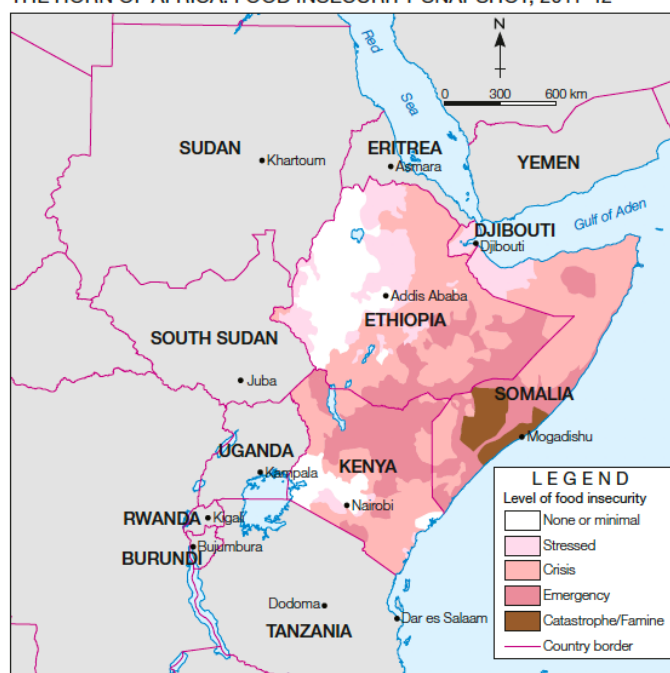 THE HORN OF AFRICA: FOOD INSECURITY SNAPSHOT, 2011–12
N
0 300 600 km
Red
Sea
SUDAN
Khartoum
ERITREA
Asmara
YEMEN
DJIBOUTI
Djibouti
Gulf of Aden
Addis Ababa
ETHIOPIA
SOUTH SUDAN
Juba
SOMALIA
Mogadishu
UGANDA
Kampala
KENYA
Nairobi
RWANDA
Kigali
BURUNDI
Bujumbura
Dodoma
TANZANIA
Dar es Salaam
LEGEND
Level of food insecurity
None or minimal
Stressed
Crisis
Emergency
Catastrophe/Famine
Country border